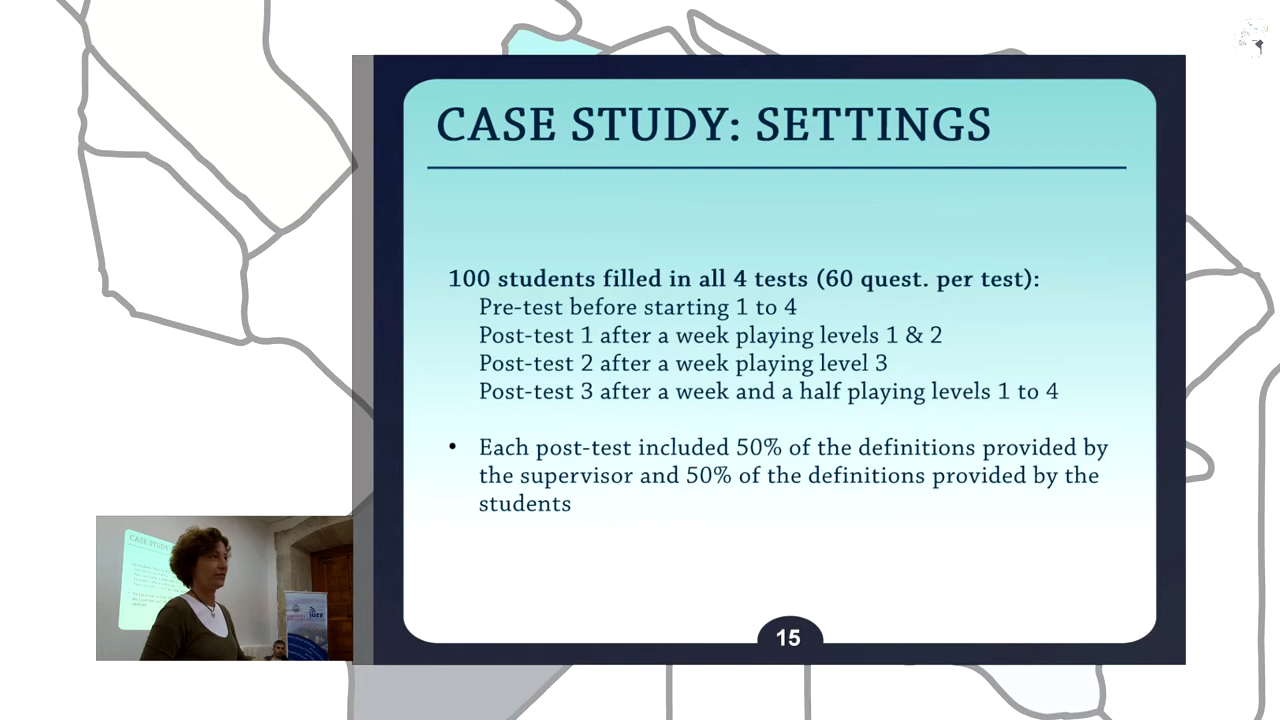 CASE STUDY: SETTINGS
100 students filled in all 4 tests (60 quest. per test):
Pre-test before starting 1 to 4
Post-test 1 after a week playing levels 1 & 2
Post-test 2 after a week playing level 3
Post-test 3 after a week and a half playing levels 1 to 4
• Each post-test included 50% of the definitions provided by
the supervisor and 50% of the definitions provided by the
students
15
CASE STUDY